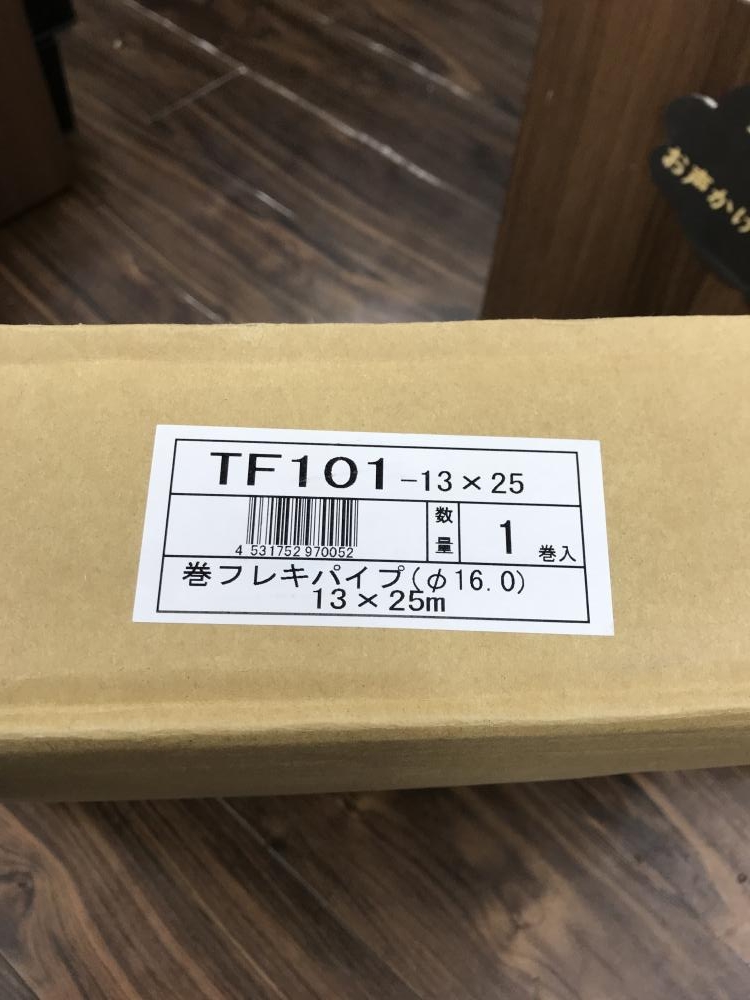 お声かけ
TF101-13×25
数量 1 巻入
4 531752 970052
巻フレキパイプ(φ16.0)
13×25m